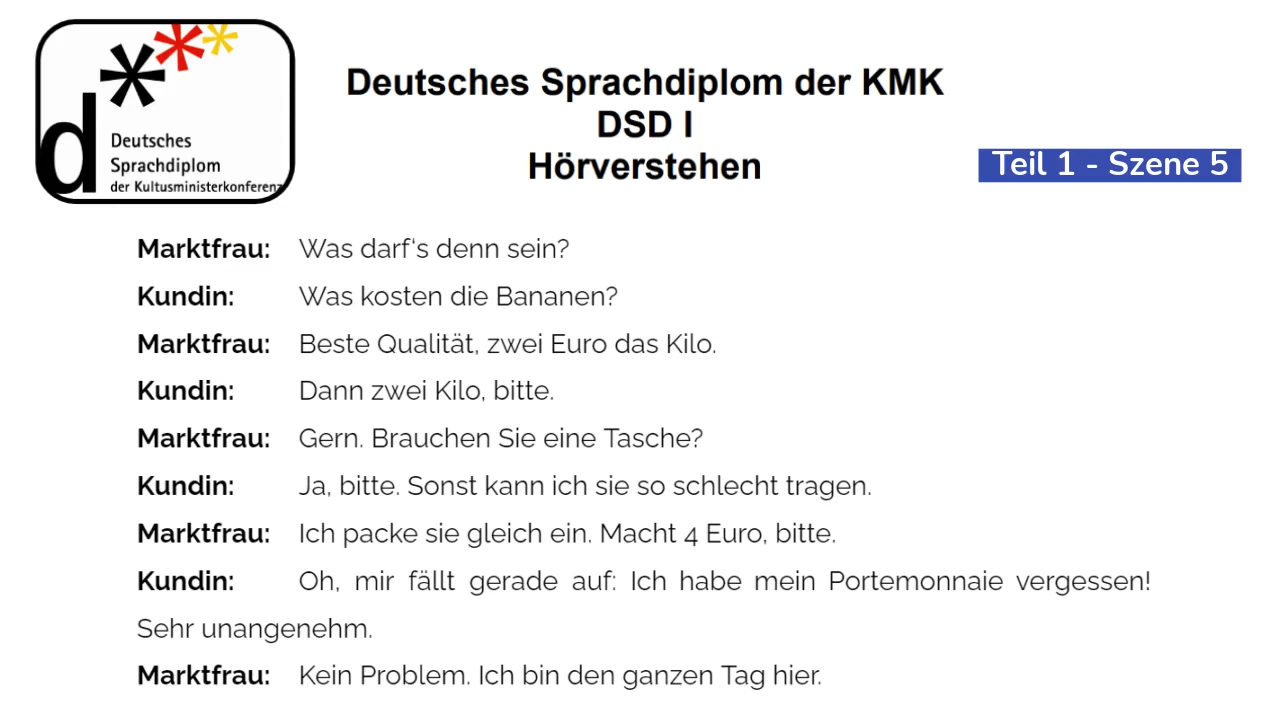 Deutsches
Sprachdiplom
der Kultusministerkonferenz
Deutsches Sprachdiplom der KMK
DSD I
Hörverstehen
Teil 1 - Szene 5
Marktfrau: Was darf‘s denn sein?
Kundin: Was kosten die Bananen?
Marktfrau: Beste Qualität, zwei Euro das Kilo.
Kundin: Dann zwei Kilo, bitte.
Marktfrau: Gern. Brauchen Sie eine Tasche?
Kundin: Ja, bitte. Sonst kann ich sie so schlecht tragen.
Marktfrau: Ich packe sie gleich ein. Macht 4 Euro, bitte.
Kundin: Oh, mir fällt gerade auf: Ich habe mein Portemonnaie vergessen!
Sehr unangenehm.
Marktfrau: Kein Problem. Ich bin den ganzen Tag hier.